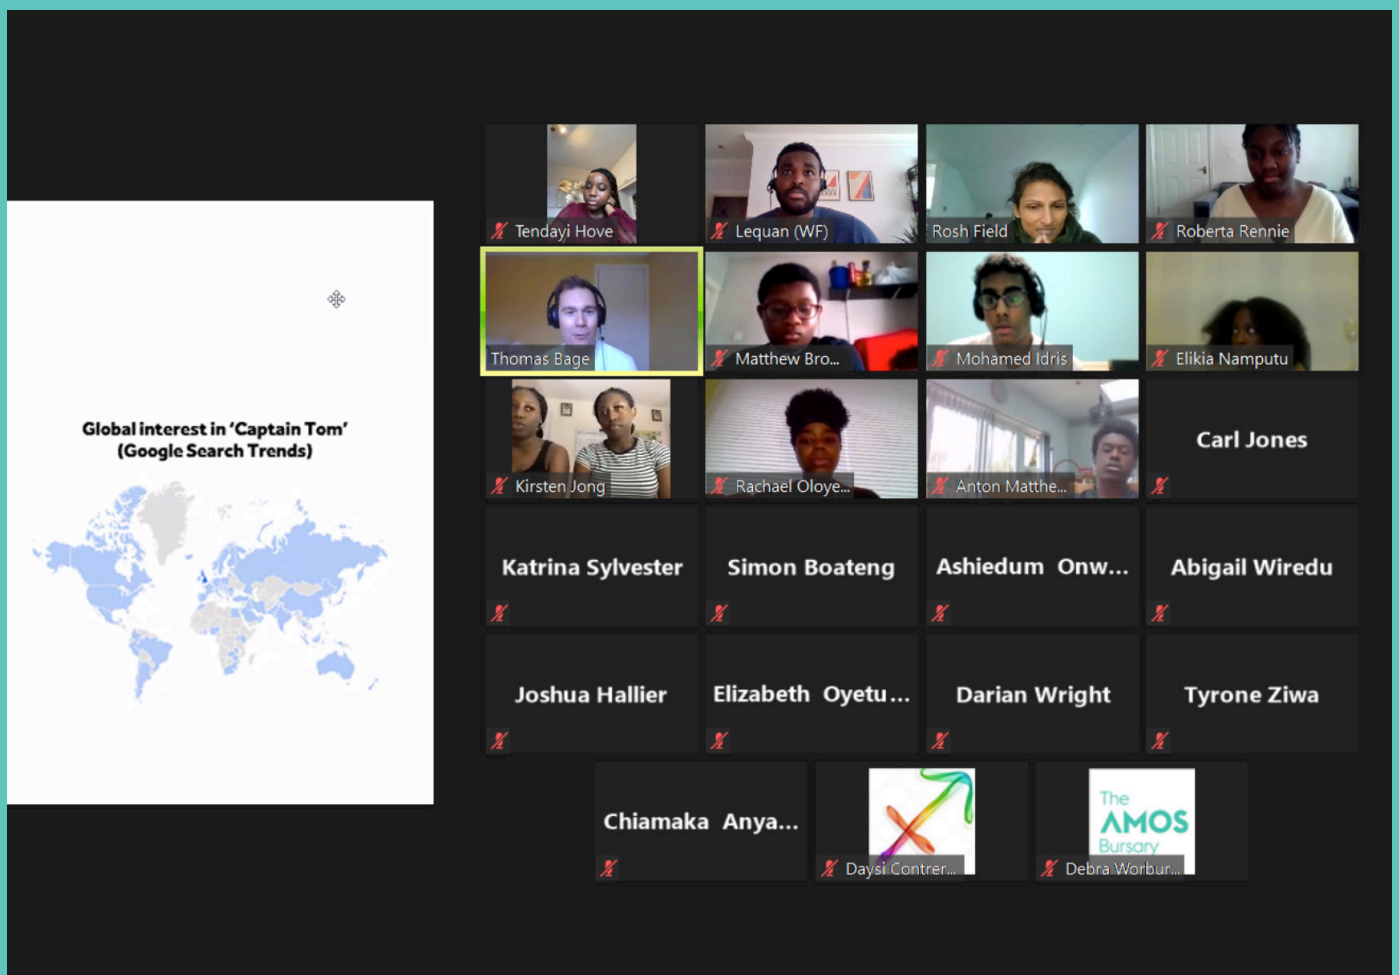 Global interest in ‘Captain Tom’
(Google Search Trends)
Tendayi Hove
Lequan (WF)
Rosh Field
Roberta Rennie
Thomas Bage
Matthew Bro...
Mohamed Idris
Elikia Namputu
Kirsten Jong
Rachael Oloye...
Anton Matthe...
Carl Jones
Katrina Sylvester
Simon Boateng
Ashiedum Onw...
Abigail Wiredu
Joshua Hallier
Elizabeth Oyetu...
Darian Wright
Tyrone Ziwa
Chiamaka Anya...
Daysi Contrer...
The
AMOS
Bursary
Debra Worbur...